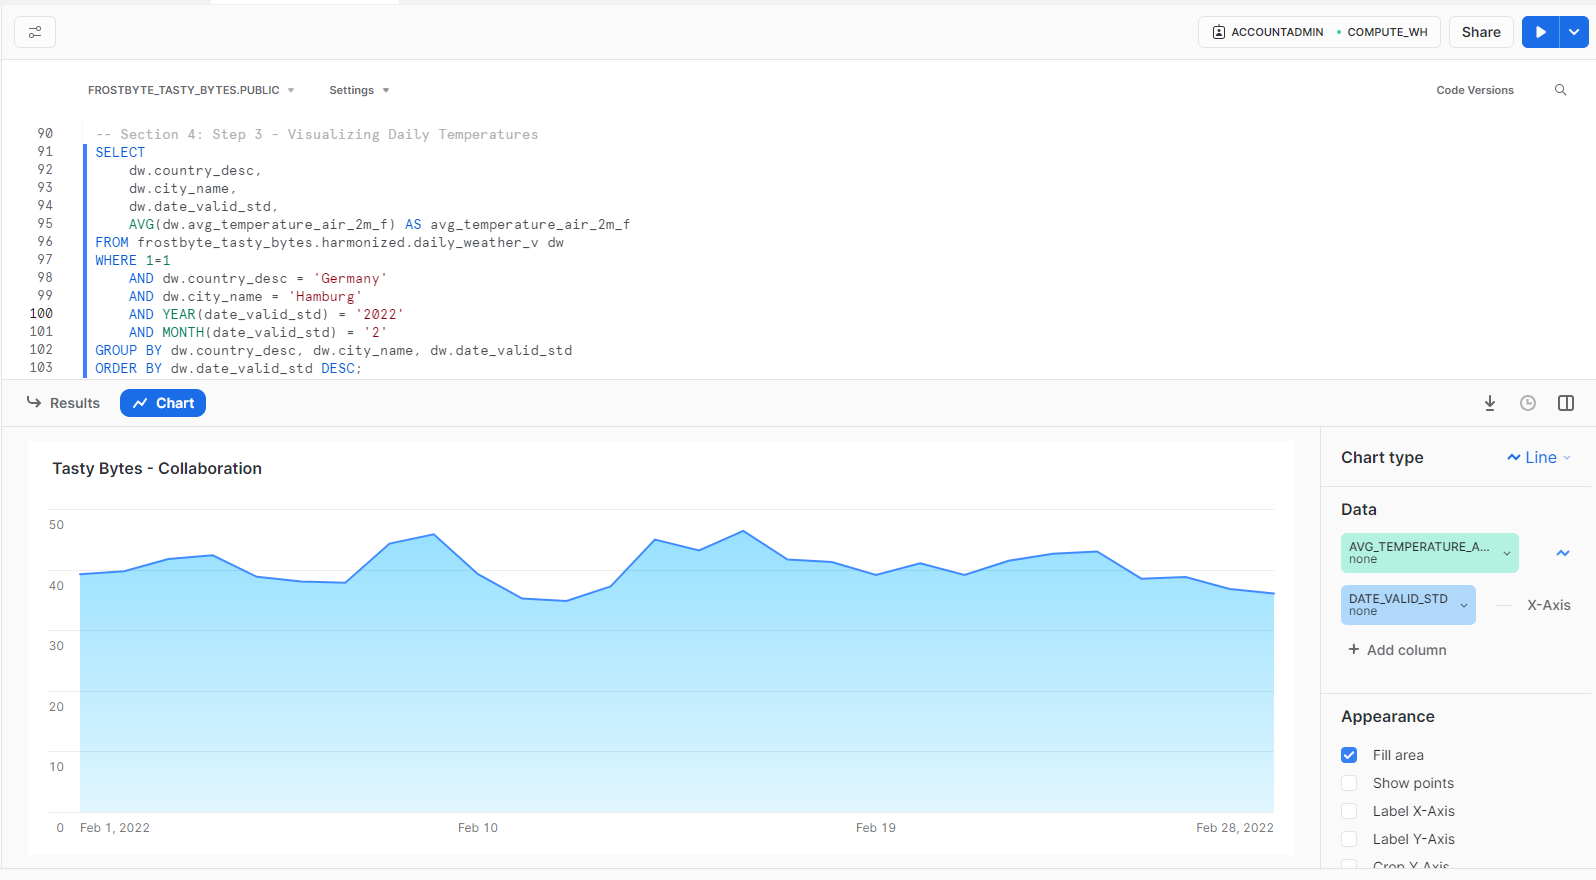 ACCOUNTADMIN • COMPUTE_WH
Share
FROSTBYTE_TASTY_BYTES.PUBLIC
Settings
Code Versions
90 -- Section 4: Step 3 - Visualizing Daily Temperatures
91 SELECT
92 dw.country_desc,
93 dw.city_name,
94 dw.date_valid_std,
95 AVG(dw.avg_temperature_air_2m_f) AS avg_temperature_air_2m_f
96 FROM frostbyte_tasty_bytes.harmonized.daily_weather_v dw
97 WHERE 1=1
98 AND dw.country_desc = 'Germany'
99 AND dw.city_name = 'Hamburg'
100 AND YEAR(date_valid_std) = '2022'
101 AND MONTH(date_valid_std) = '2'
102 GROUP BY dw.country_desc, dw.city_name, dw.date_valid_std
103 ORDER BY dw.date_valid_std DESC;
Results
Chart
Tasty Bytes - Collaboration
50
40
30
20
10
0
Feb 1, 2022
Feb 10
Feb 19
Feb 28, 2022
Chart type
Line
Data
AVG_TEMPERATURE_A...
none
DATE_VALID_STD
none
X-Axis
+ Add column
Appearance
Fill area
Show points
Label X-Axis
Label Y-Axis
Crop Y-Axis